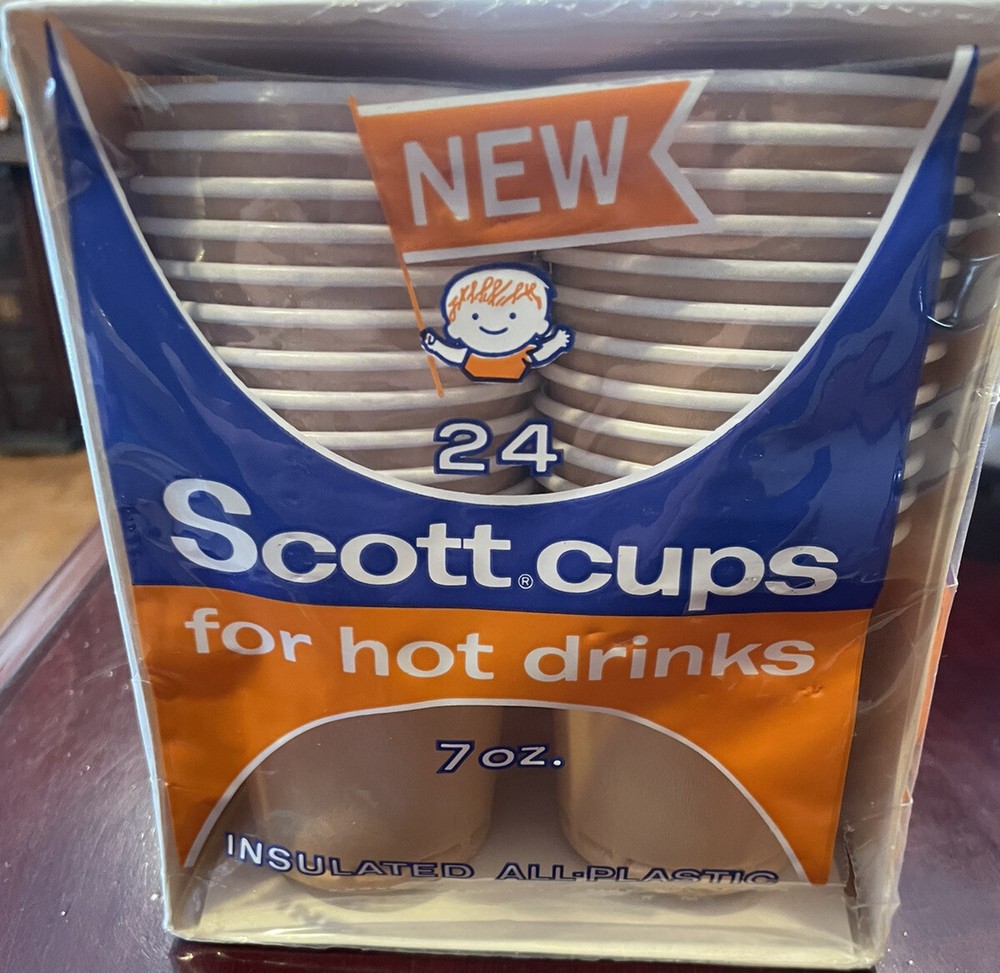 NEW
24
Scott® cups
for hot drinks
7 oz.
INSULATED ALL-PLASTIC